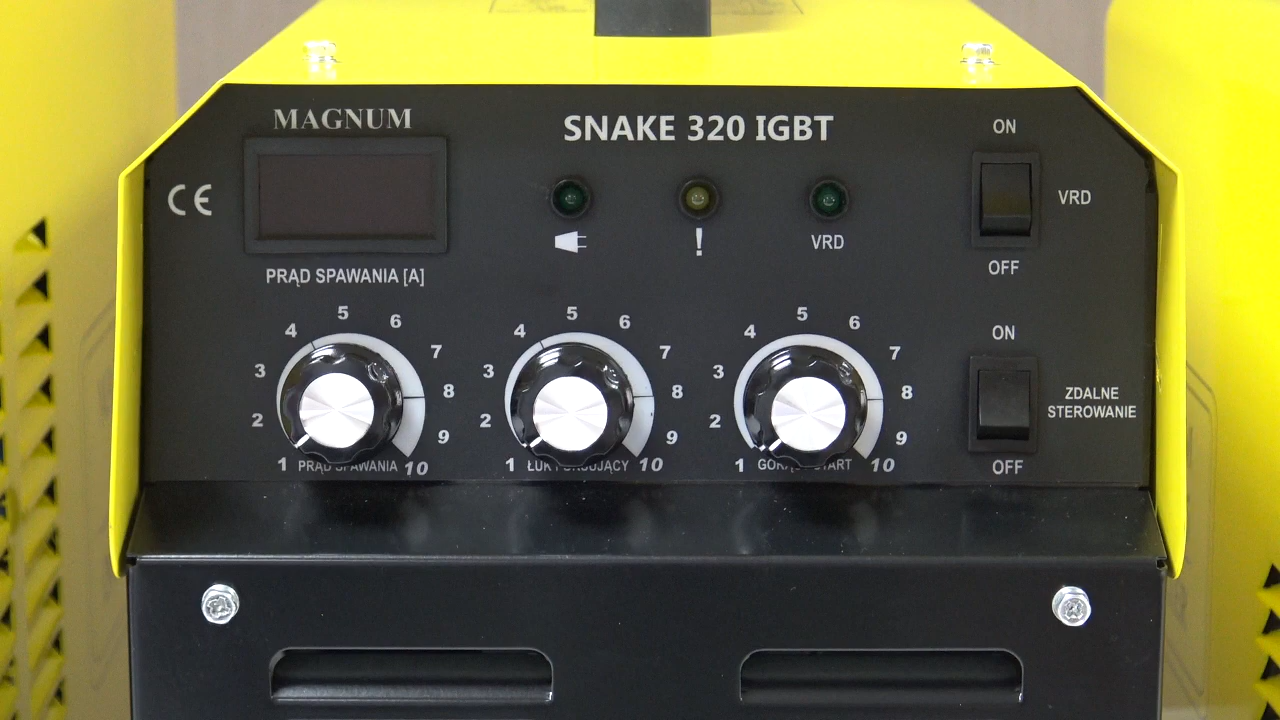 MAGNUM
SNAKE 320 IGBT
ON
CE
VRD
! VRD
OFF
PRĄD SPAWANIA [A]
1 2 3 4 5 6 7 8 9 10
PRĄD SPAWANIA
1 2 3 4 5 6 7 8 9 10
ŁUK
1 2 3 4 5 6 7 8 9 10
START
ON
ZDALNE
STEROWANIE
OFF